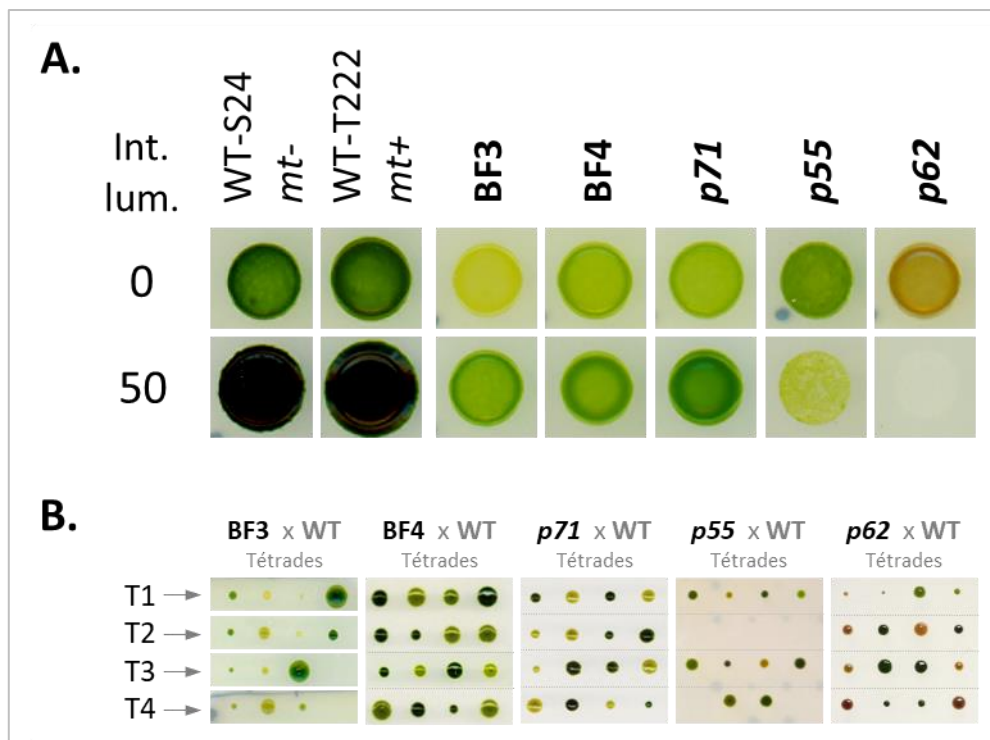 A.
Int.
lum.
WT-S24
mt-
WT-T222
mt+
BF3
BF4
p71
p55
p62
0
50
B.
BF3 x WT
Tétrades
BF4 x WT
Tétrades
p71 x WT
Tétrades
p55 x WT
Tétrades
p62 x WT
Tétrades
T1
T2
T3
T4